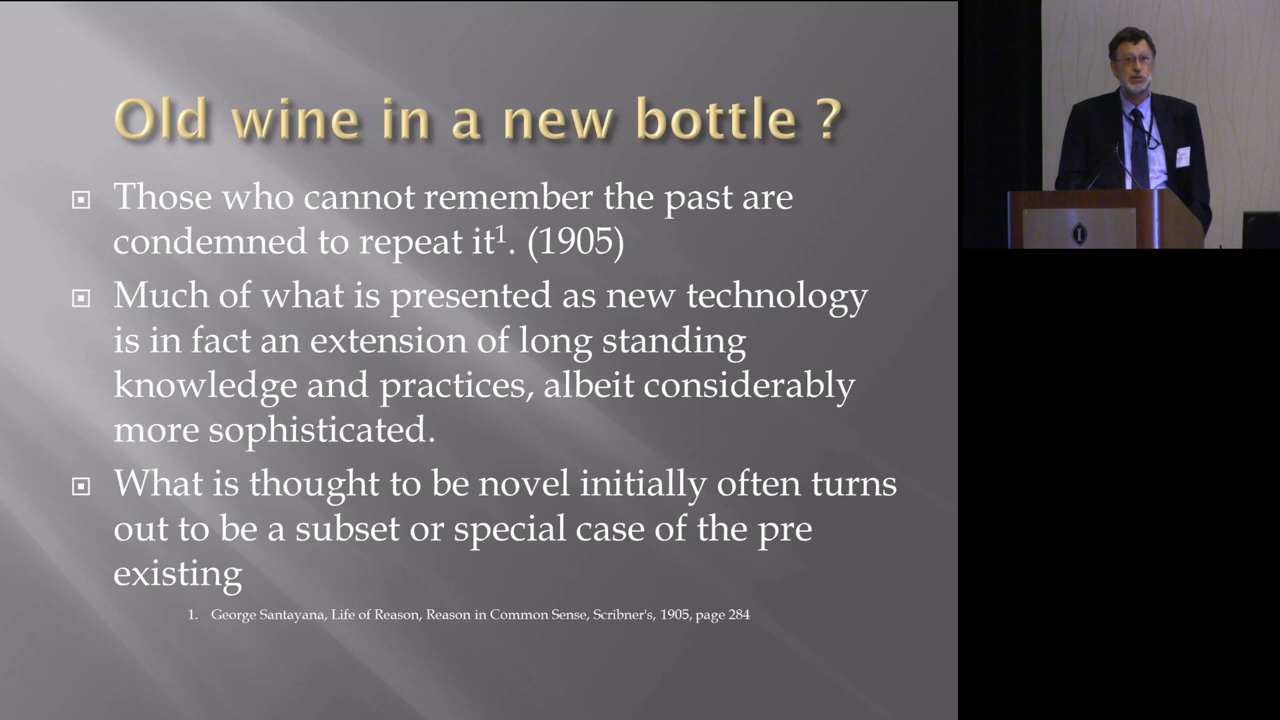 Old wine in a new bottle ?
Those who cannot remember the past are
condemned to repeat it¹. (1905)
Much of what is presented as new technology
is in fact an extension of long standing
knowledge and practices, albeit considerably
more sophisticated.
What is thought to be novel initially often turns
out to be a subset or special case of the pre
existing
1. George Santayana, Life of Reason, Reason in Common Sense, Scribner's, 1905, page 284